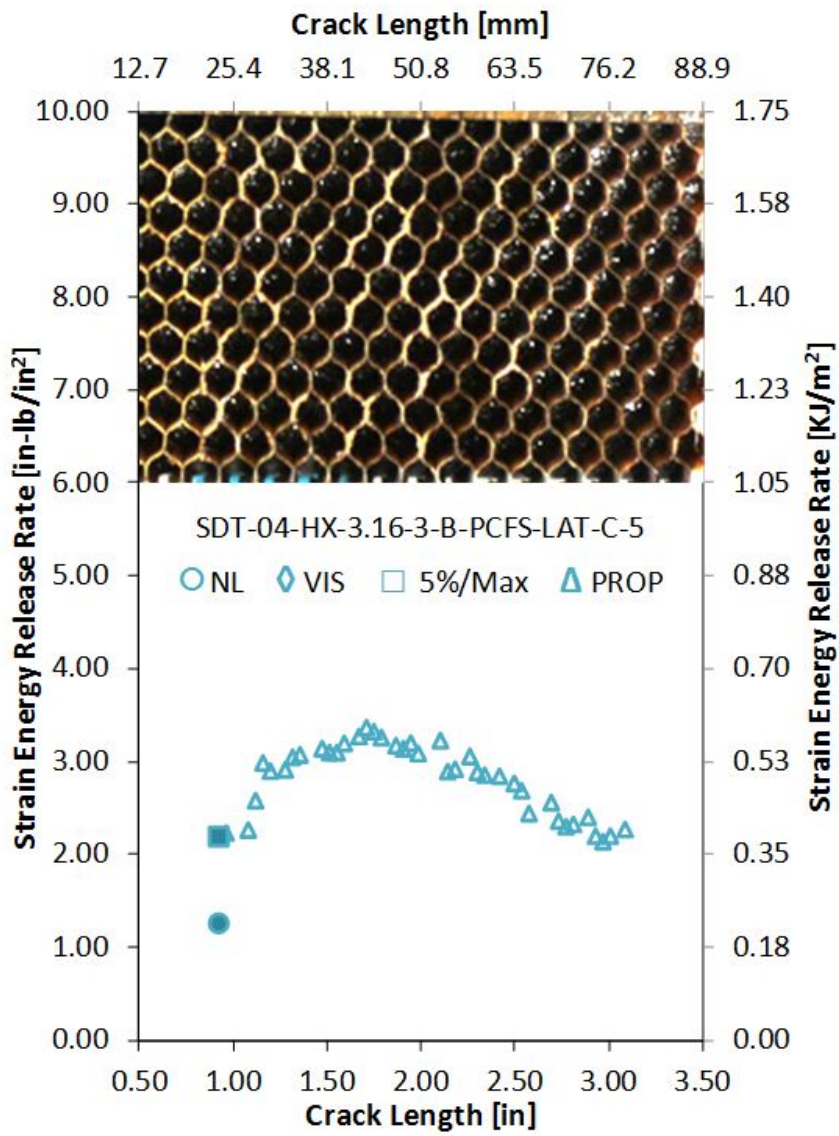 Crack Length [mm]
12.7 25.4 38.1 50.8 63.5 76.2 88.9
10.00 1.75
9.00 1.58
8.00 1.40
7.00 1.23
6.00 1.05
SDT-04-HX-3.16-3-B-PCFS-LAT-C-5
5.00 0.88
NL VIS 5%/Max PROP
4.00 0.70
3.00 0.53
2.00 0.35
1.00 0.18
0.00 0.00
0.50 1.00 1.50 2.00 2.50 3.00 3.50
Crack Length [in]
Strain Energy Release Rate [in-lb/in²]
Strain Energy Release Rate [KJ/m²]